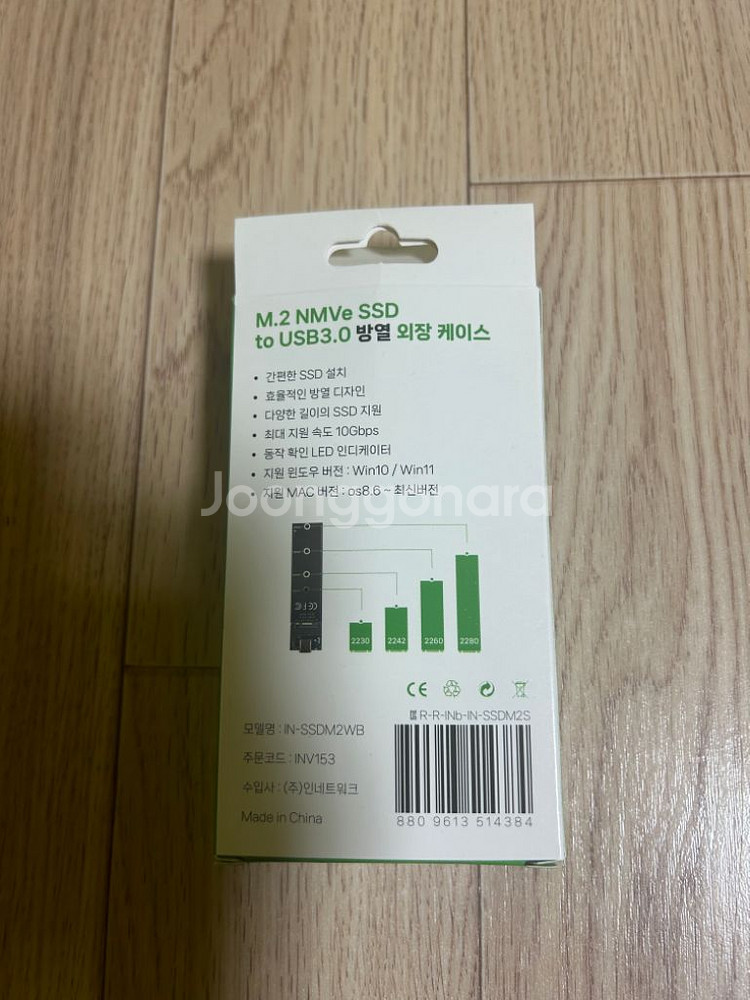 M.2 NMVe SSD
to USB3.0 방열 외장 케이스
• 간편한 SSD 설치
• 효율적인 방열 디자인
• 다양한 길이의 SSD 지원
• 최대 지원 속도 10Gbps
• 동작 확인 LED 인디케이터
• 지원 윈도우 버전 : Win10 / Win11
• 지원 MAC 버전 : os8.6 ~ 최신버전
Joonggonara
2230 2242 2260 2280
CE
R-R-INb-IN-SSDM2S
모델명 : IN-SSDM2WB
주문코드 : INV153
수입사 : (주)인네트워크
Made in China
880 9613 514384